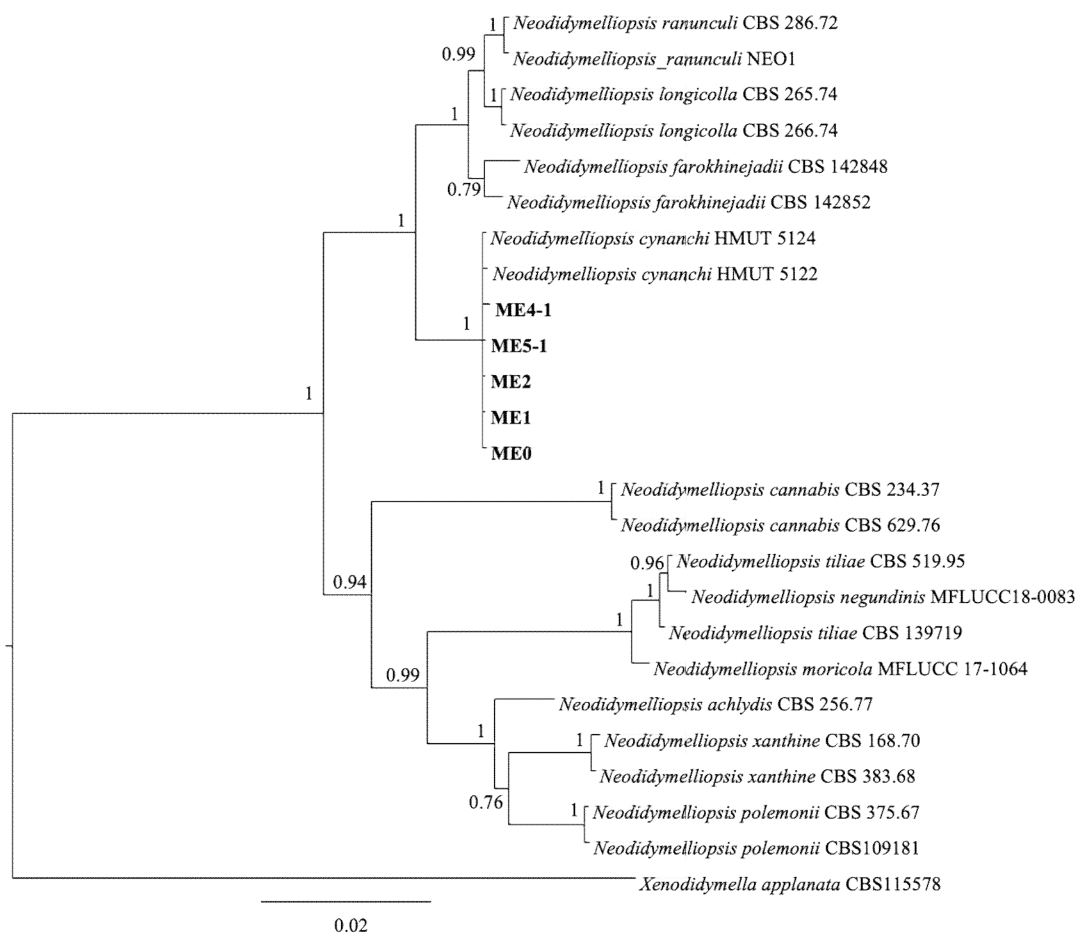 1
Neodidymelliopsis ranunculi CBS 286.72
0.99
Neodidymelliopsis_ranunculi NEO1
1
Neodidymelliopsis longicolla CBS 265.74
1
Neodidymelliopsis longicolla CBS 266.74
Neodidymelliopsis farokhinejadii CBS 142848
0.79
Neodidymelliopsis farokhinejadii CBS 142852
1
Neodidymelliopsis cynanchi HMUT 5124
Neodidymelliopsis cynanchi HMUT 5122
ME4-1
1
ME5-1
ME2
1
ME1
ME0
1
Neodidymelliopsis cannabis CBS 234.37
Neodidymelliopsis cannabis CBS 629.76
0.96
Neodidymelliopsis tiliae CBS 519.95
0.94
1
Neodidymelliopsis negundinis MFLUCC18-0083
1
Neodidymelliopsis tiliae CBS 139719
Neodidymelliopsis moricola MFLUCC 17-1064
0.99
Neodidymelliopsis achlydis CBS 256.77
1
1
Neodidymelliopsis xanthine CBS 168.70
Neodidymelliopsis xanthine CBS 383.68
0.76
1
Neodidymelliopsis polemonii CBS 375.67
Neodidymelliopsis polemonii CBS109181
Xenodidymella applanata CBS115578
0.02